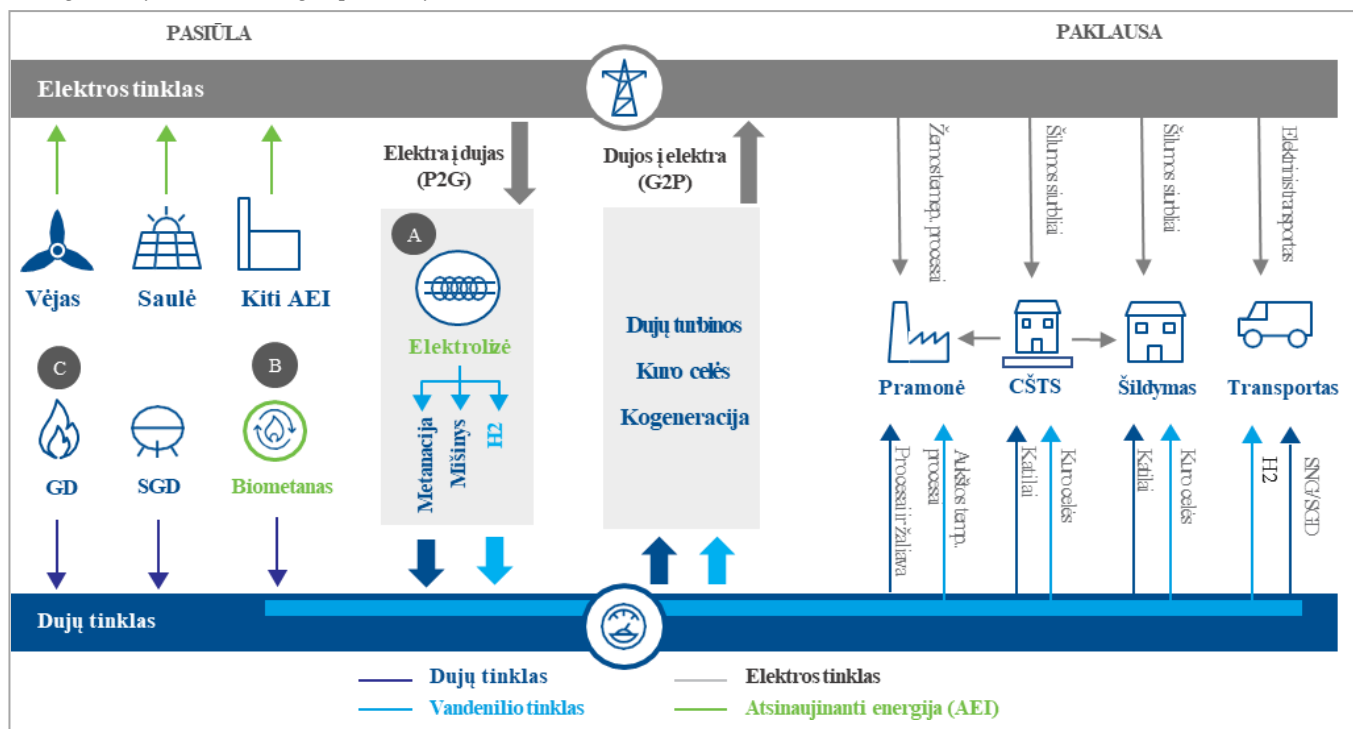 PASIŪLA
PAKLAUSA
Elektros tinklas
Elektra į dujas
(P2G)
Dujos į elektra
(G2P)
Žemos temp. procesai
Šilumos siurbliai
Šilumos siurbliai
Elektrinis transportas
Vėjas
Saulė
Kiti AEI
A
Elektrolizė
Metanacija
Mišinys
H2
Dujų turbinos
Kuro celės
Kogeneracija
Pramonė
CŠTS
Šildymas
Transportas
C
B
GD
SGD
Biometanas
Procesai ir žaliava
Aukštos temp.
procesai
Katilai
Kuro celės
Katilai
Kuro celės
H2
SNG/SGD
Dujų tinklas
Dujų tinklas
Elektros tinklas
Vandenilio tinklas
Atsinaujinanti energija (AEI)